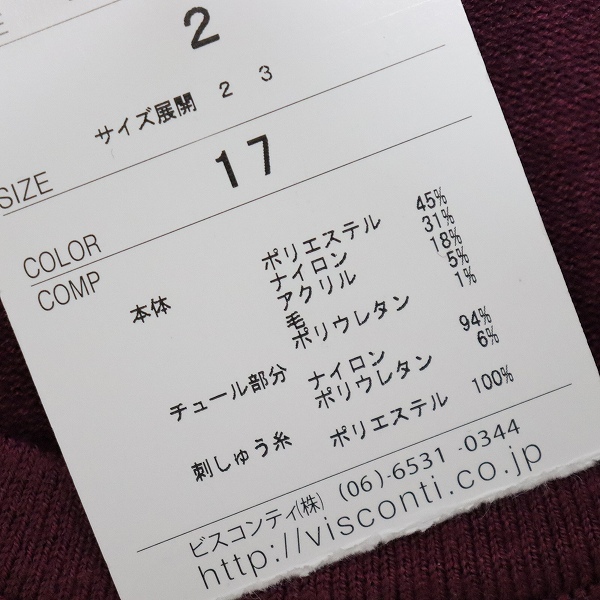 2
サイズ展開 2 3
SIZE
17
COLOR
COMP
本体 ポリエステル 45%
ナイロン 31%
アクリル 18%
毛 5%
ポリウレタン 1%
チュール部分 ナイロン 94%
ポリウレタン 6%
刺しゅう糸 ポリエステル 100%
ビスコンティ(株) (06)-6531-0344
http://visconti.co.jp